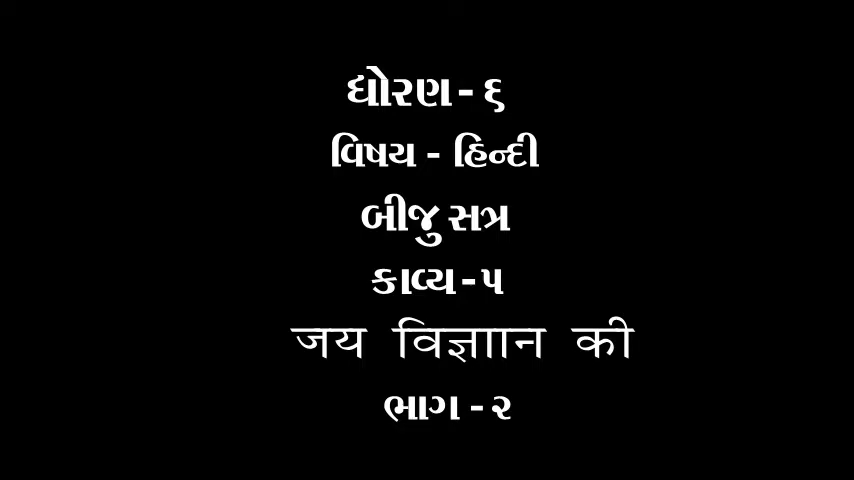 ધોરણ - ૬
વિષય - હિન્દી
બીજુ સત્ર
કાવ્ય - ૫
जय विज्ञाान की
ભાગ - ૨